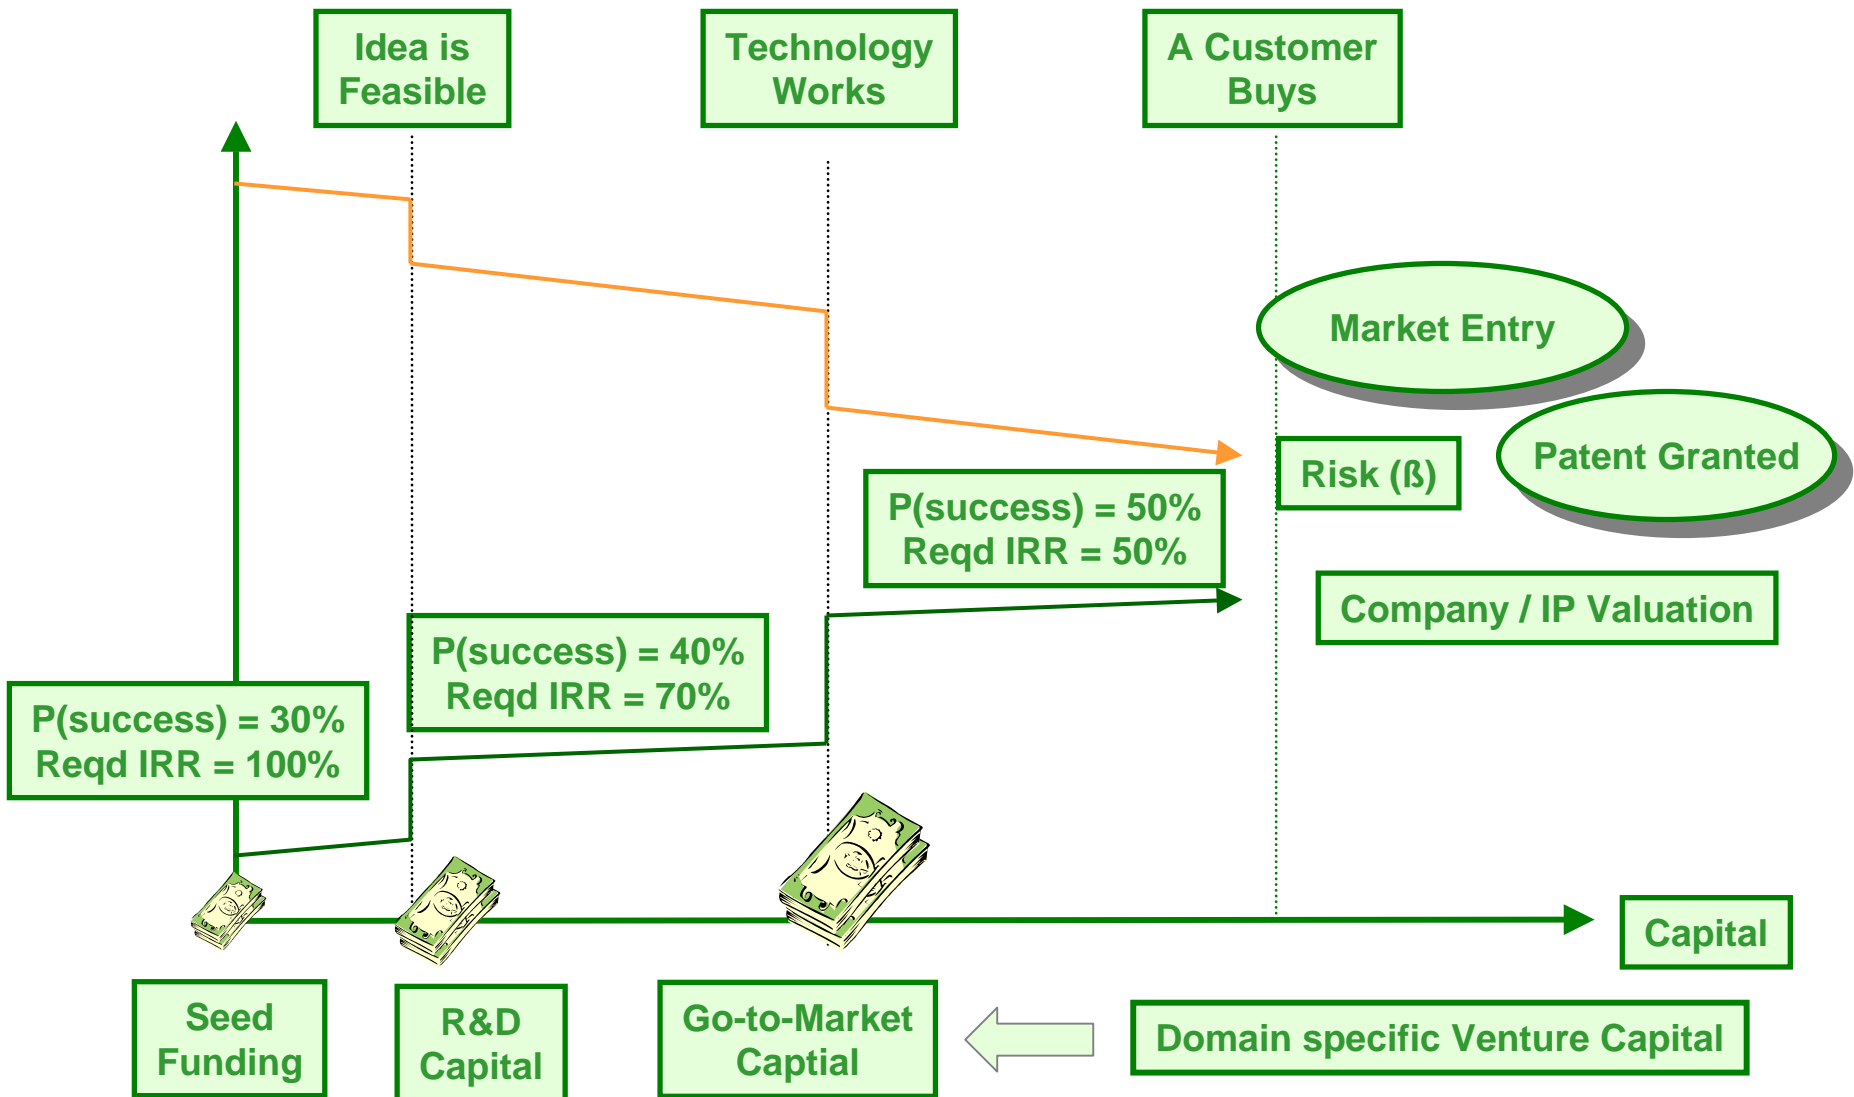 Idea is
Feasible
Technology
Works
A Customer
Buys
Market Entry
Patent Granted
Risk (ß)
P(success) = 50%
Reqd IRR = 50%
Company / IP Valuation
P(success) = 40%
Reqd IRR = 70%
P(success) = 30%
Reqd IRR = 100%
Capital
Seed
Funding
R&D
Capital
Go-to-Market
Captial
Domain specific Venture Capital